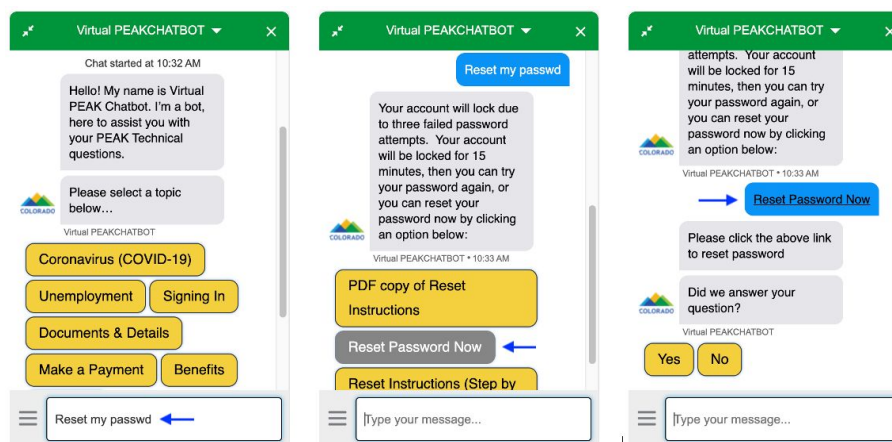 Virtual PEAKCHATBOT
Chat started at 10:32 AM
Hello! My name is Virtual
PEAK Chatbot. I'm a bot,
here to assist you with
your PEAK Technical
questions.
Please select a topic
below...
COLORADO
Virtual PEAKCHATBOT
Coronavirus (COVID-19)
Unemployment
Signing In
Documents & Details
Make a Payment
Benefits
Reset my passwd
Virtual PEAKCHATBOT
Reset my passwd
Your account will lock due
to three failed password
attempts. Your account
will be locked for 15
minutes, then you can try
your password again, or
you can reset your
password now by clicking
an option below:
COLORADO
Virtual PEAKCHATBOT • 10:33 AM
PDF copy of Reset
Instructions
Reset Password Now
Reset Instructions (Step by
Type your message...
Virtual PEAKCHATBOT
attempts. Your account
will be locked for 15
minutes, then you can try
your password again, or
you can reset your
password now by clicking
an option below:
COLORADO
Virtual PEAKCHATBOT • 10:33 AM
Reset Password Now
Please click the above link
to reset password
Did we answer your
question?
COLORADO
Virtual PEAKCHATBOT
Yes
No
Type your message...